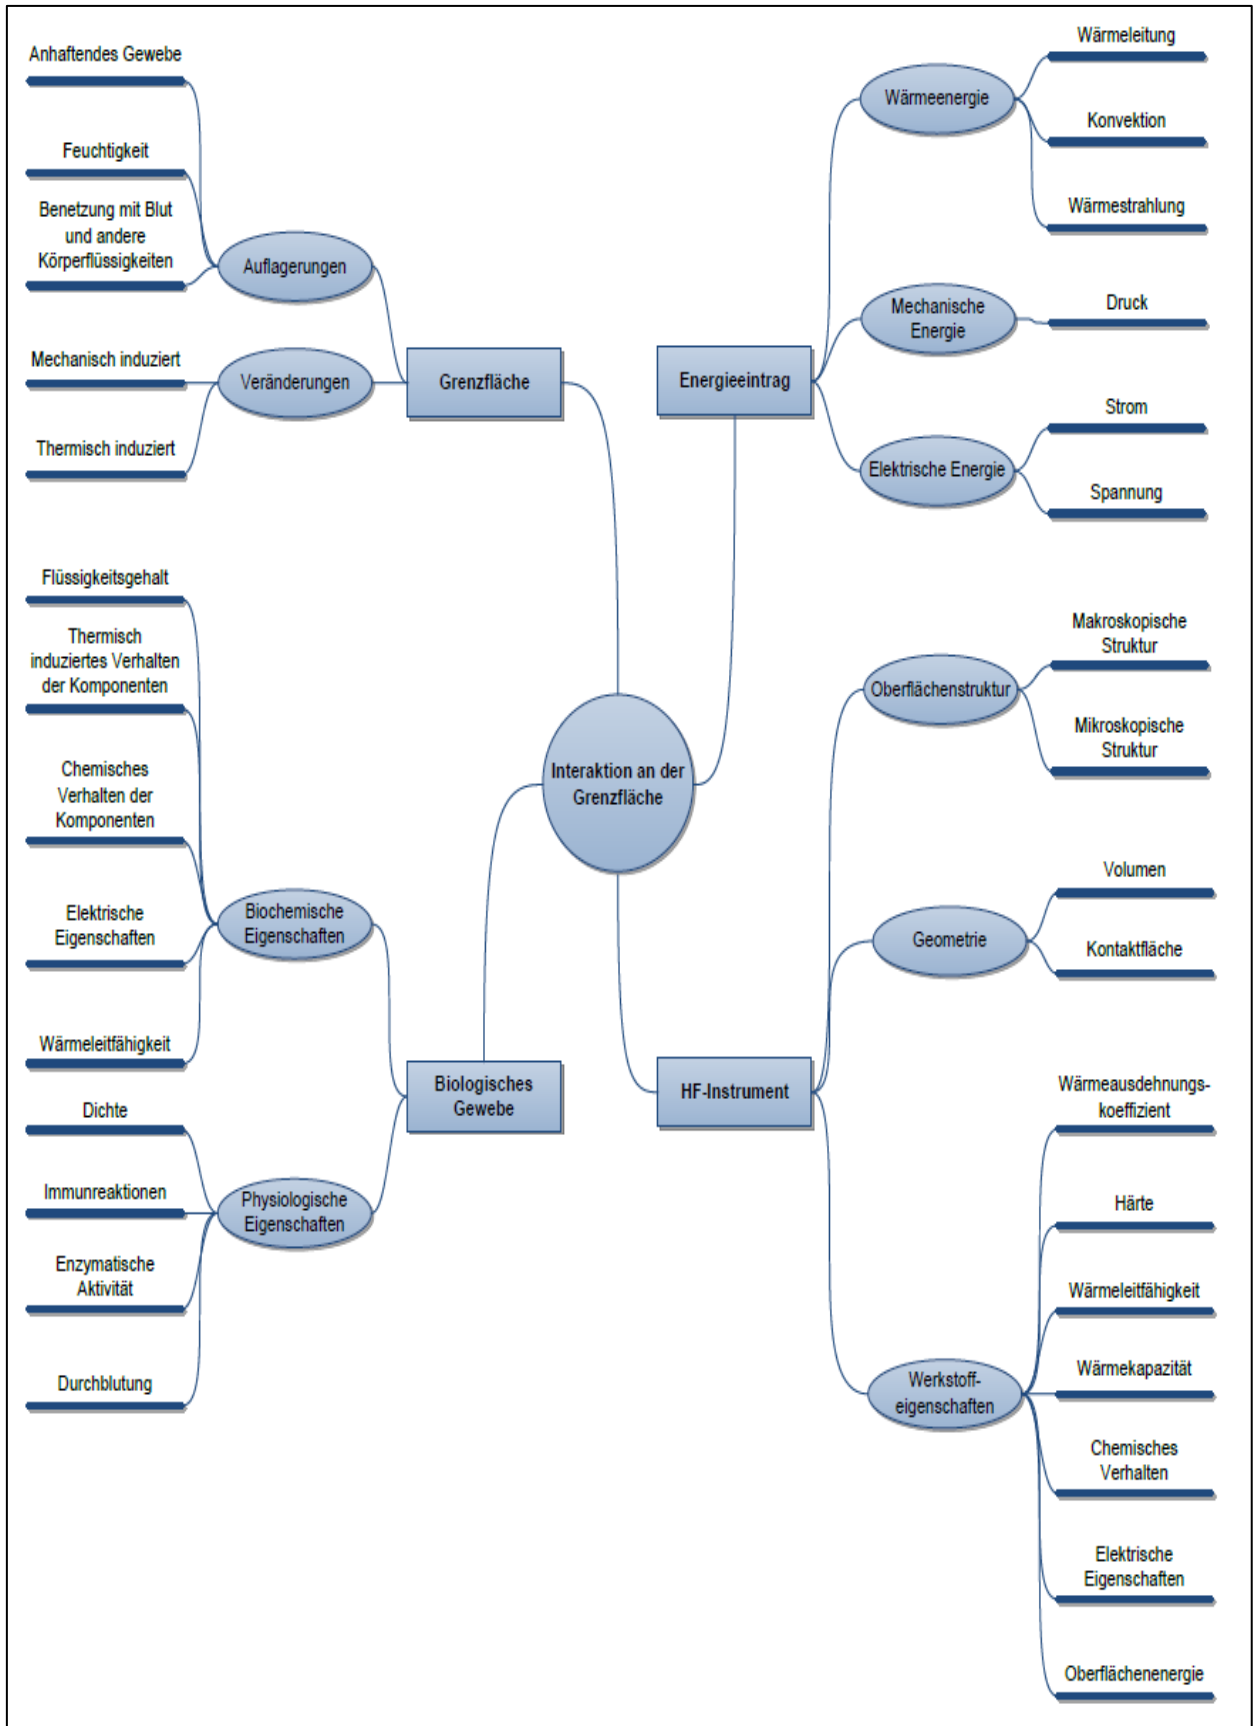 Anhaftendes Gewebe
Feuchtigkeit
Benetzung mit Blut
und andere
Körperflüssigkeiten
Auflagerungen
Mechanisch induziert
Veränderungen
Thermisch induziert
Grenzfläche
Wärmeleitung
Wärmeenergie
Konvektion
Wärmestrahlung
Mechanische
Energie
Druck
Energieeintrag
Strom
Elektrische Energie
Spannung
Interaktion an der
Grenzfläche
Flüssigkeitsgehalt
Thermisch
induziertes Verhalten
der Komponenten
Chemisches
Verhalten der
Komponenten
Elektrische
Eigenschaften
Biochemische
Eigenschaften
Wärmeleitfähigkeit
Biologisches
Gewebe
Dichte
Immunreaktionen
Physiologische
Eigenschaften
Enzymatische
Aktivität
Durchblutung
Makroskopische
Struktur
Oberflächenstruktur
Mikroskopische
Struktur
Volumen
Geometrie
Kontaktfläche
HF-Instrument
Wärmeausdehnungs-
koeffizient
Härte
Wärmeleitfähigkeit
Werkstoff-
eigenschaften
Wärmekapazität
Chemisches
Verhalten
Elektrische
Eigenschaften
Oberflächenenergie